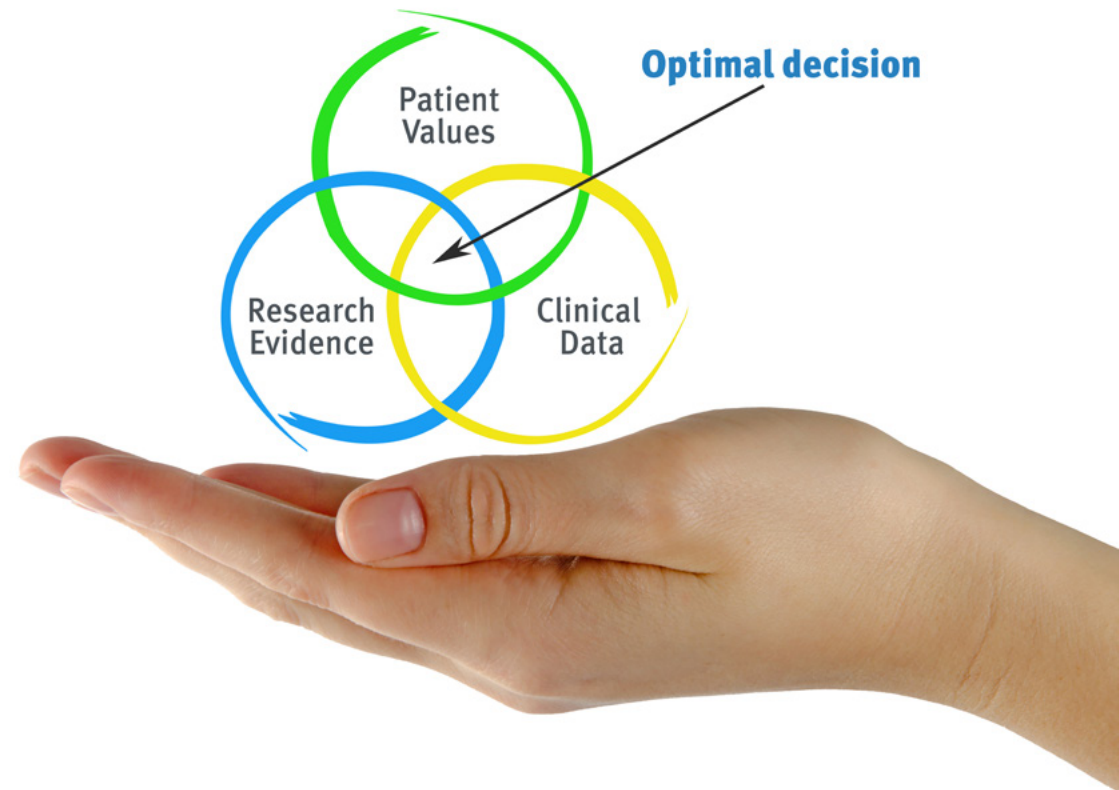 Optimal decision
Patient
Values
Research
Evidence
Clinical
Data